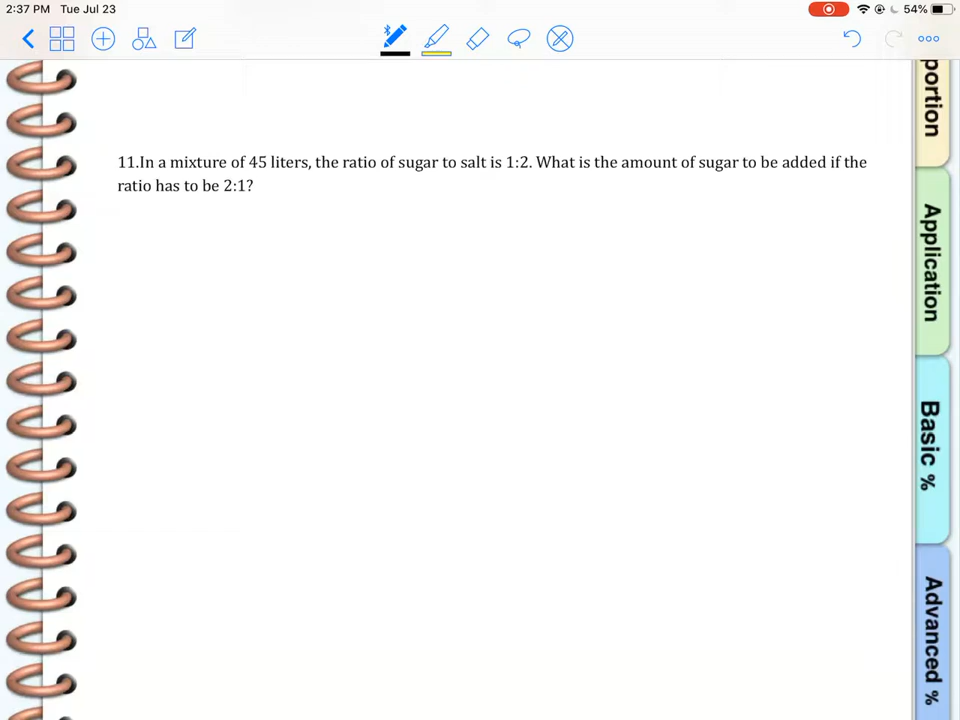 2:37 PM Tue Jul 23
54%
11.In a mixture of 45 liters, the ratio of sugar to salt is 1:2. What is the amount of sugar to be added if the
ratio has to be 2:1?
portion
Application
Basic %
Advanced %